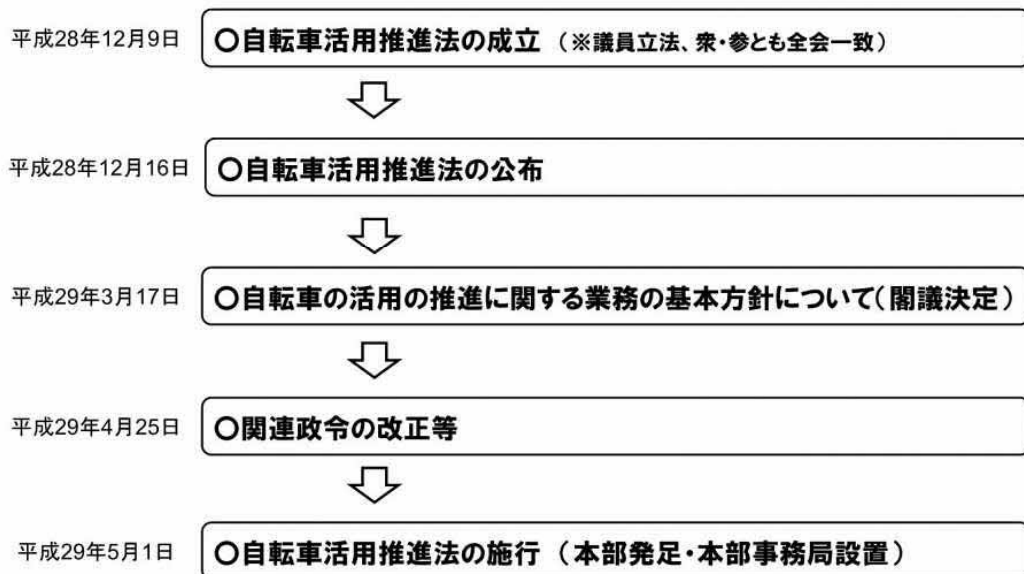 平成28年12月9日 〇自転車活用推進法の成立 （※議員立法、衆・参とも全会一致）
平成28年12月16日 〇自転車活用推進法の公布
平成29年3月17日 〇自転車の活用の推進に関する業務の基本方針について（閣議決定）
平成29年4月25日 〇関連政令の改正等
平成29年5月1日 〇自転車活用推進法の施行 （本部発足・本部事務局設置）